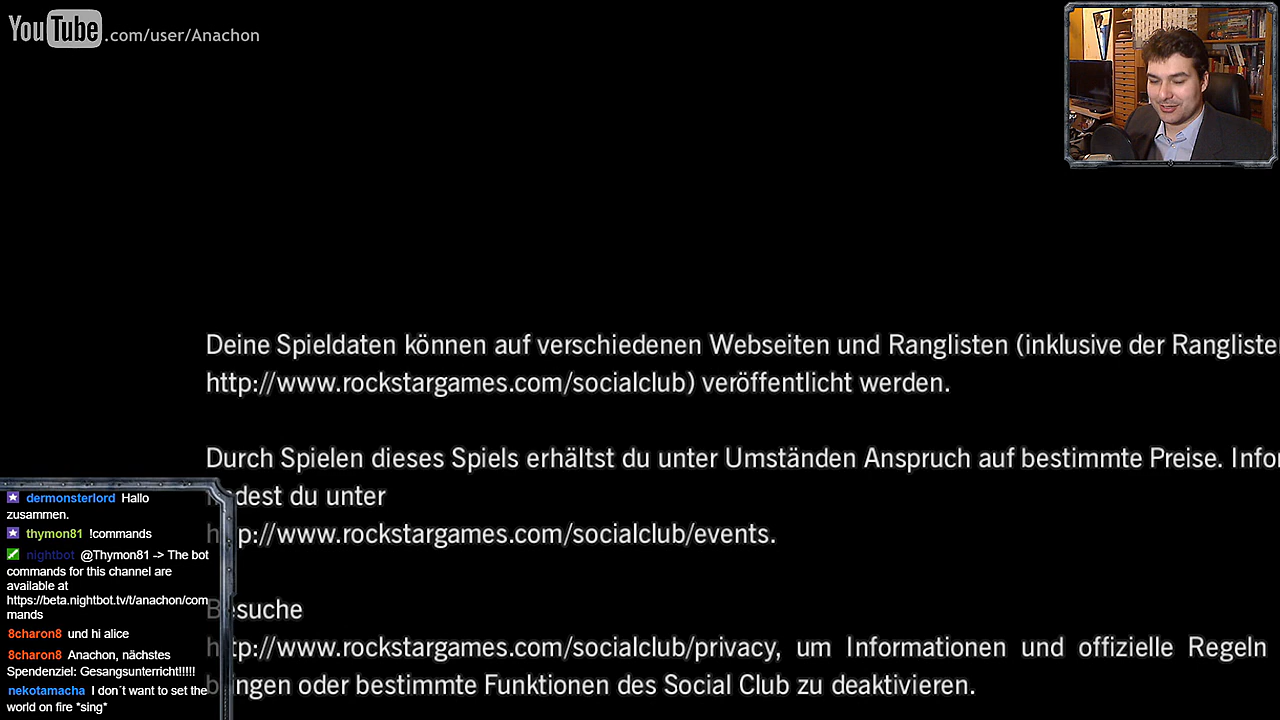 YouTube.com/user/Anachon
Deine Spieldaten können auf verschiedenen Webseiten und Ranglisten (inklusive der Ranglisten
http://www.rockstargames.com/socialclub) veröffentlicht werden.
Durch Spielen dieses Spiels erhältst du unter Umständen Anspruch auf bestimmte Preise. Infor
ndest du unter
http://www.rockstargames.com/socialclub/events.
Besuche
http://www.rockstargames.com/socialclub/privacy, um Informationen und offizielle Regeln
ngen oder bestimmte Funktionen des Social Club zu deaktivieren.
dermonsterlord Hallo
zusammen.
thymon81 !commands
nightbot @Thymon81 -> The bot
commands for this channel are
available at
https://beta.nightbot.tv/t/anachon/com
mands
8charon8 und hi alice
8charon8 Anachon, nächstes
Spendenziel: Gesangsunterricht!!!!!
nekotamacha I don´t want to set the
world on fire *sing*